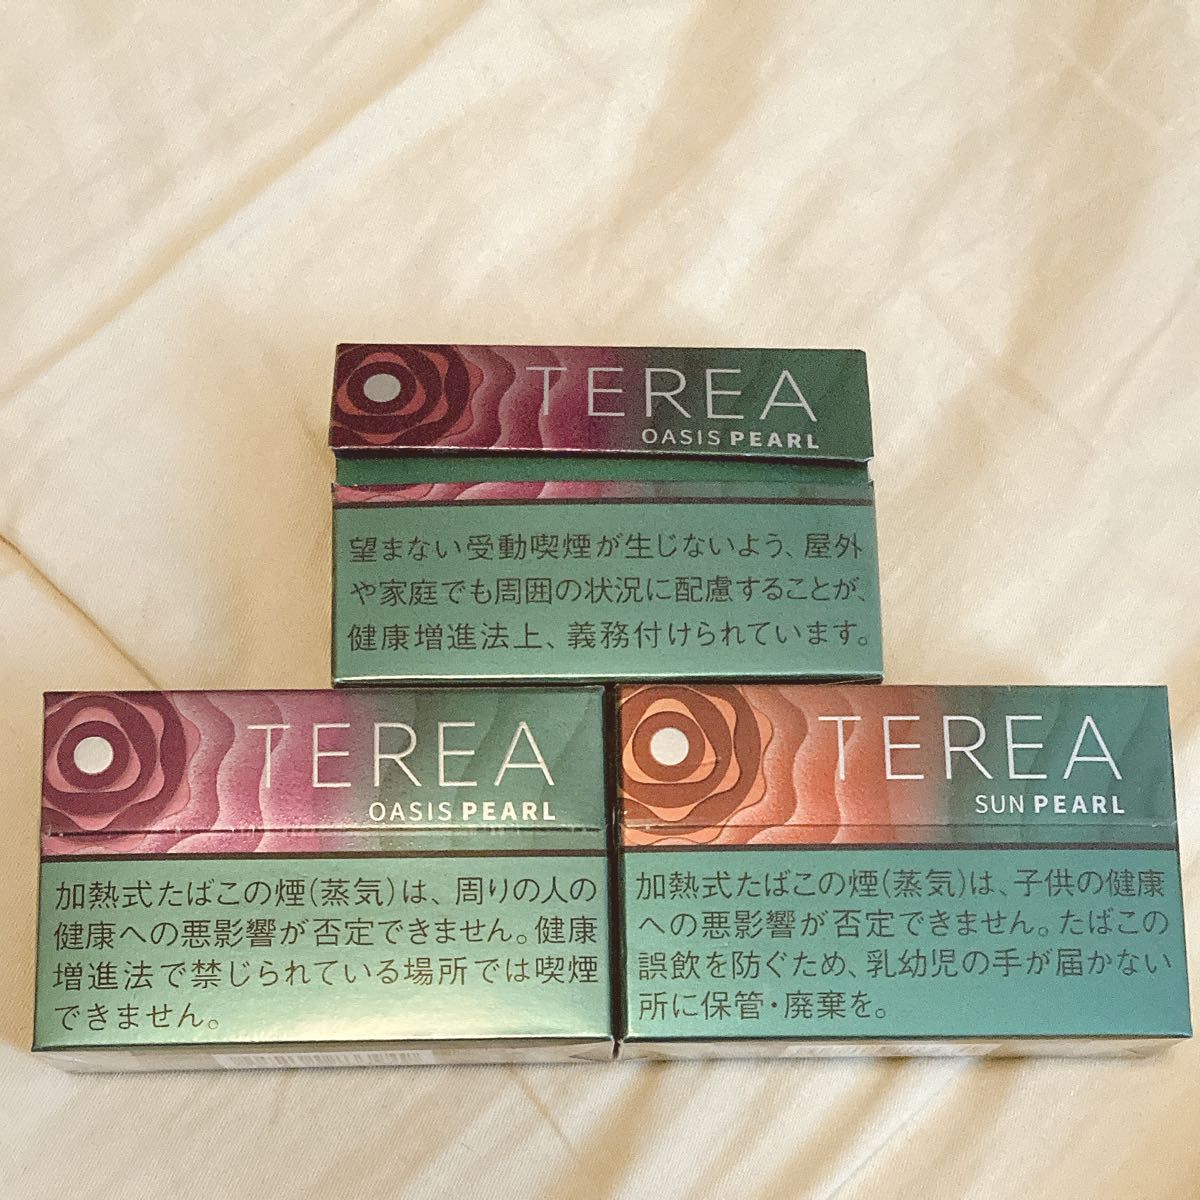 TEREA
OASIS PEARL
望まない受動喫煙が生じないよう、屋外
や家庭でも周囲の状況に配慮することが、
健康増進法上、義務付けられています。
TEREA
OASIS PEARL
加熱式たばこの煙(蒸気)は、周りの人の
健康への悪影響が否定できません。健康
増進法で禁じられている場所では喫煙
できません。
TEREA
SUN PEARL
加熱式たばこの煙(蒸気)は、子供の健康
への悪影響が否定できません。たばこの
誤飲を防ぐため、乳幼児の手が届かない
所に保管・廃棄を。